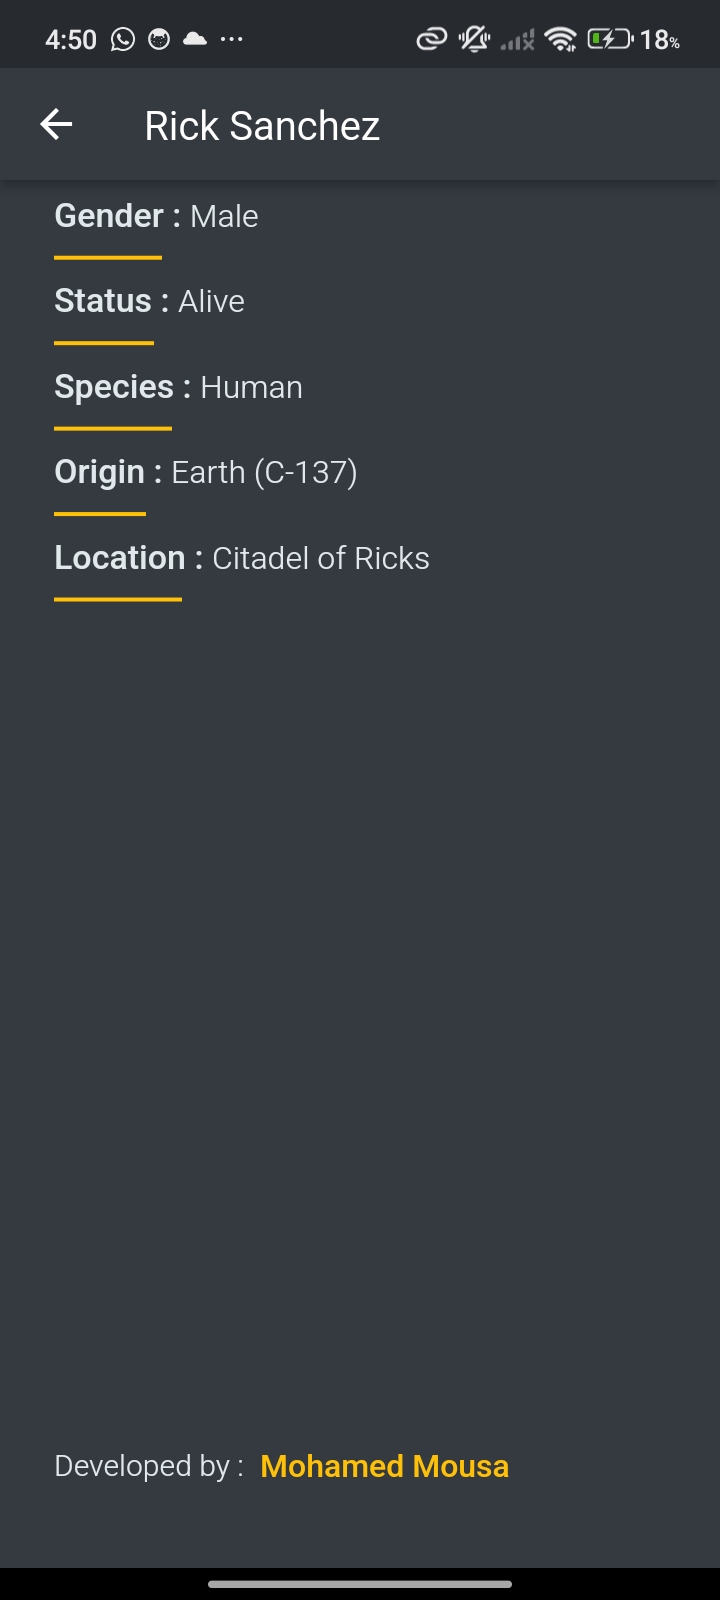 4:50
18%
Rick Sanchez
Gender : Male
Status : Alive
Species : Human
Origin : Earth (C-137)
Location : Citadel of Ricks
Developed by : Mohamed Mousa